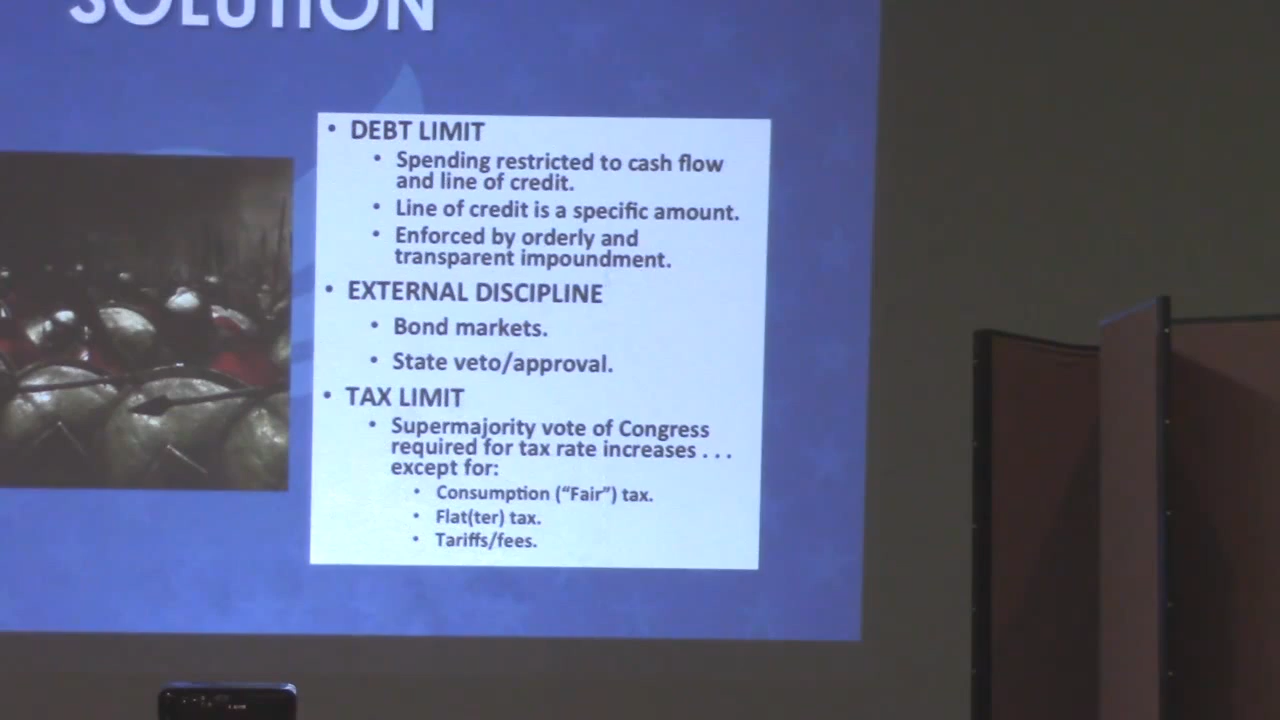 SOLUTION
• DEBT LIMIT
• Spending restricted to cash flow
and line of credit.
• Line of credit is a specific amount.
• Enforced by orderly and
transparent impoundment.
• EXTERNAL DISCIPLINE
• Bond markets.
• State veto/approval.
• TAX LIMIT
• Supermajority vote of Congress
required for tax rate increases . . .
except for:
• Consumption (“Fair”) tax.
• Flat(ter) tax.
• Tariffs/fees.